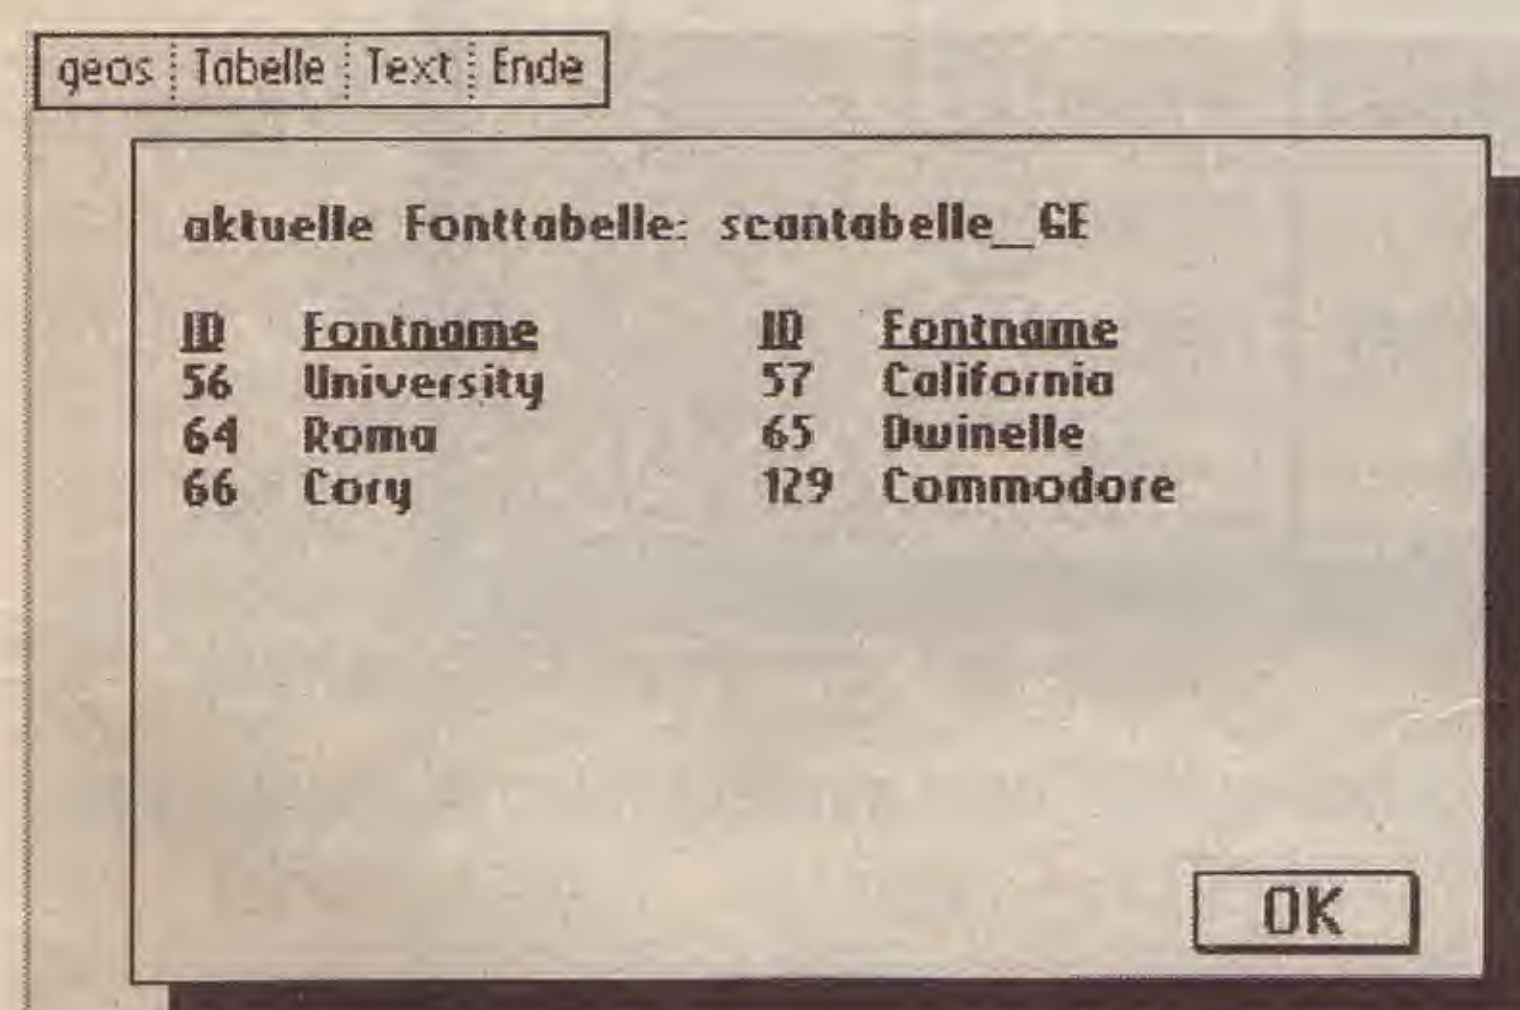 geos Tabelle Text Ende
aktuelle Fonttabelle: scantabelle_GE
ID Fontname ID Fontname
56 University 57 California
64 Roma 65 Dwinelle
66 Cory 129 Commodore
OK